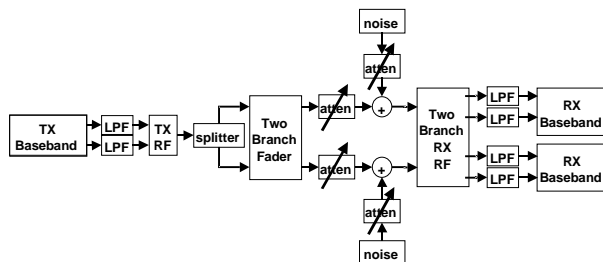 noise
atten
atten
LPF
LPF
RX
Baseband
TX
Baseband
LPF
LPF
TX
RF
splitter
Two
Branch
Fader
+
Two
Branch
RX
RF
atten
+
LPF
LPF
RX
Baseband
atten
noise